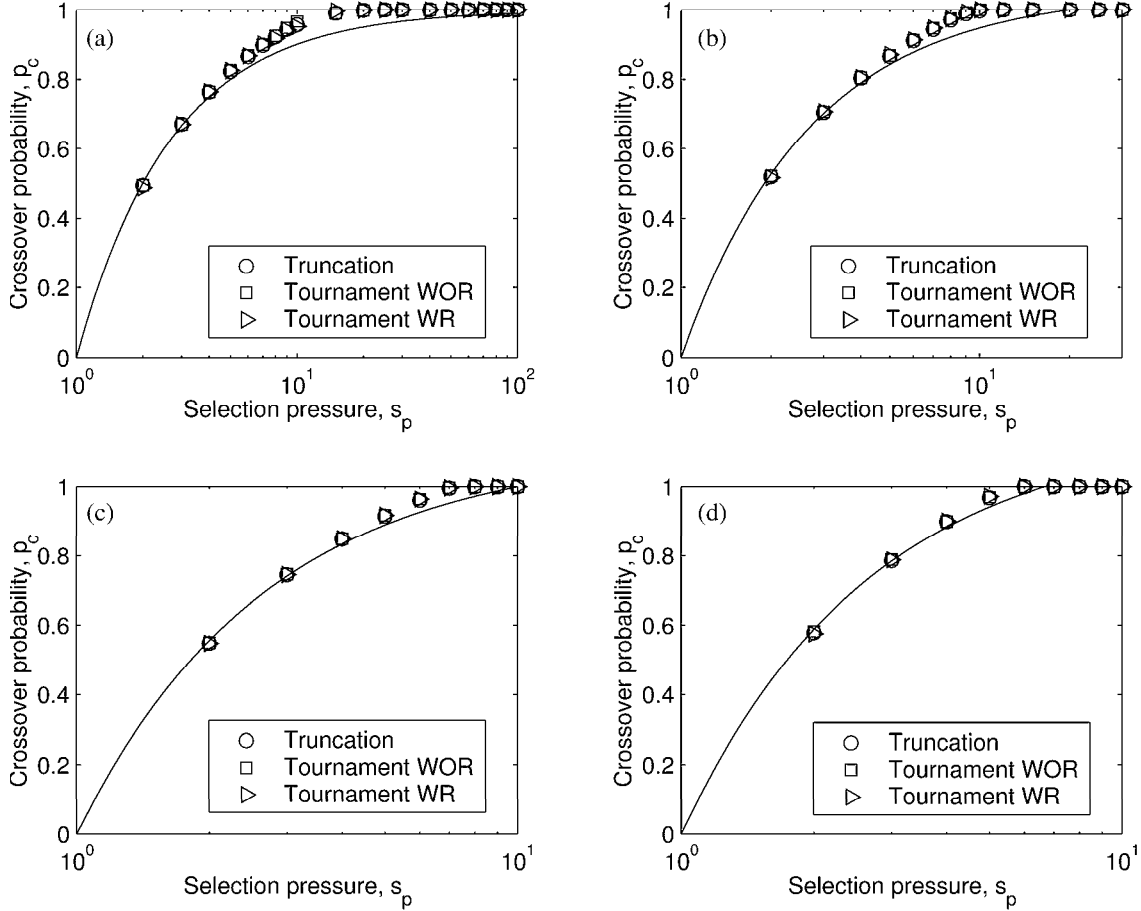 (a)
Crossover probability, p_c
1
0.8
0.6
0.4
0.2
0
Truncation
Tournament WOR
Tournament WR
10^0
10^1
10^2
Selection pressure, s_p
(b)
Crossover probability, p_c
1
0.8
0.6
0.4
0.2
0
Truncation
Tournament WOR
Tournament WR
10^0
10^1
Selection pressure, s_p
(c)
Crossover probability, p_c
1
0.8
0.6
0.4
0.2
0
Truncation
Tournament WOR
Tournament WR
10^0
10^1
Selection pressure, s_p
(d)
Crossover probability, p_c
1
0.8
0.6
0.4
0.2
0
Truncation
Tournament WOR
Tournament WR
10^0
10^1
Selection pressure, s_p